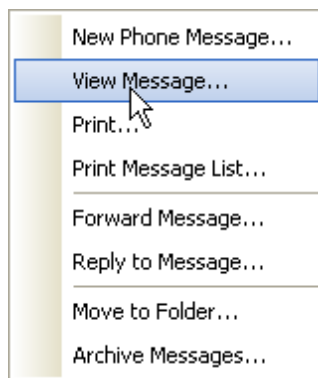 New Phone Message...
View Message...
Print...
Print Message List...
Forward Message...
Reply to Message...
Move to Folder...
Archive Messages...